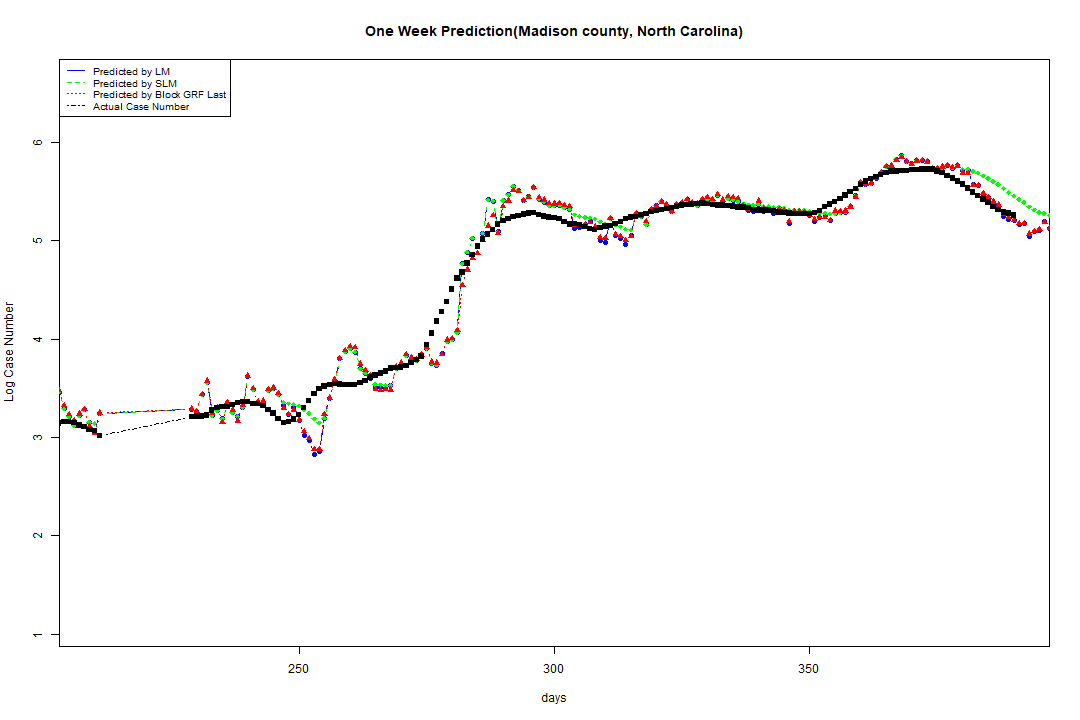 One Week Prediction(Madison county, North Carolina)
Predicted by LM
Predicted by SLM
Predicted by Block GRF Last
Actual Case Number
Log Case Number
6
5
4
3
2
1
250 300 350
days